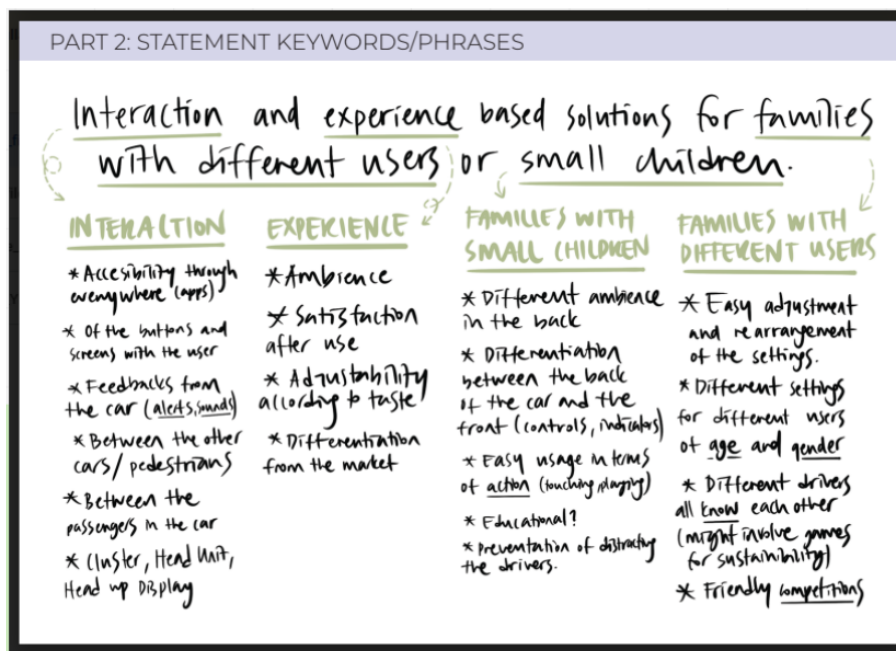 PART 2: STATEMENT KEYWORDS/PHRASES
Interaction and experience based solutions for families
with different users or small children.
INTERACTION
* Accesibility through
everywhere (apps)
* Of the buttons and
screens with the user
* Feedbacks from
the car (alerts, sounds)
* Between the other
cars/pedestrians
* Between the
passengers in the car
* Cluster, Head Unit,
Head up Display
(?)
EXPERIENCE
* Ambience
* Satisfaction
after use
* Adjustability
according to taste
* Differentiation
from the market
FAMILIES WITH
SMALL CHILDREN
* Different ambience
in the back
* Differentiation
between the back
of the car and the
front (controls, indicators)
* Easy usage in terms
of action (touching, playing)
* Educational?
* Prevention of distracting
the drivers.
FAMILIES WITH
DIFFERENT USERS
* Easy adjustment
and rearrangement
of the settings.
* Different settings
for different users
of age and gender
* Different drivers
all know each other
(might involve games
for sustainibility)
* Friendly competitions